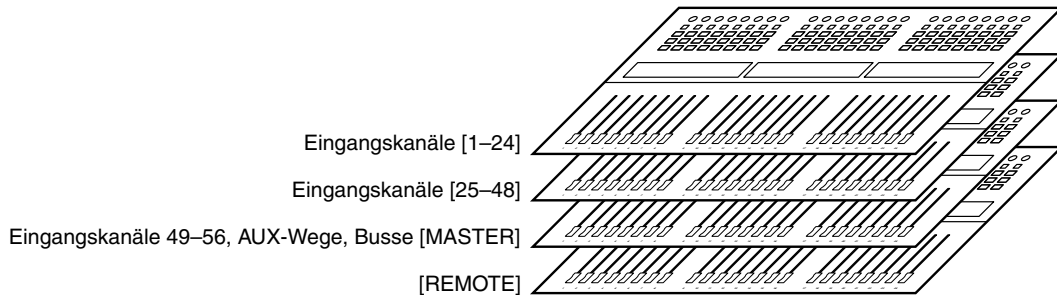 Eingangskanäle [1–24]
Eingangskanäle [25–48]
Eingangskanäle 49–56, AUX-Wege, Busse [MASTER]
[REMOTE]